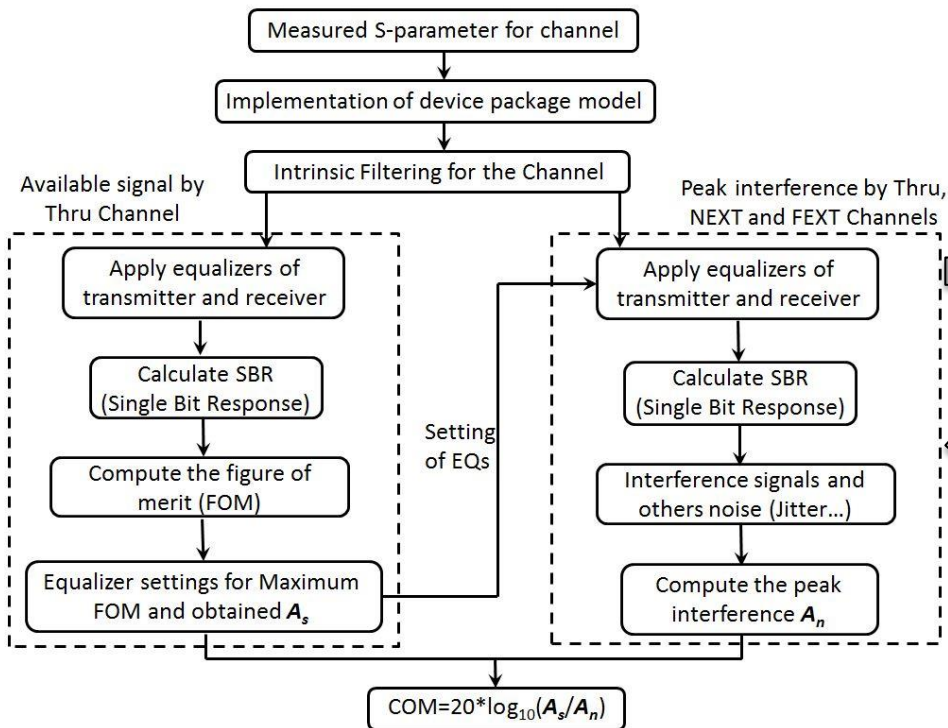 Measured S-parameter for channel
Implementation of device package model
Intrinsic Filtering for the Channel
Available signal by
Thru Channel
Apply equalizers of
transmitter and receiver
Calculate SBR
(Single Bit Response)
Compute the figure of
merit (FOM)
Equalizer settings for Maximum
FOM and obtained As
Setting
of EQs
Peak interference by Thru,
NEXT and FEXT Channels
Apply equalizers of
transmitter and receiver
Calculate SBR
(Single Bit Response)
Interference signals and
others noise (Jitter...)
Compute the peak
interference An
COM=20*log10(As/An)